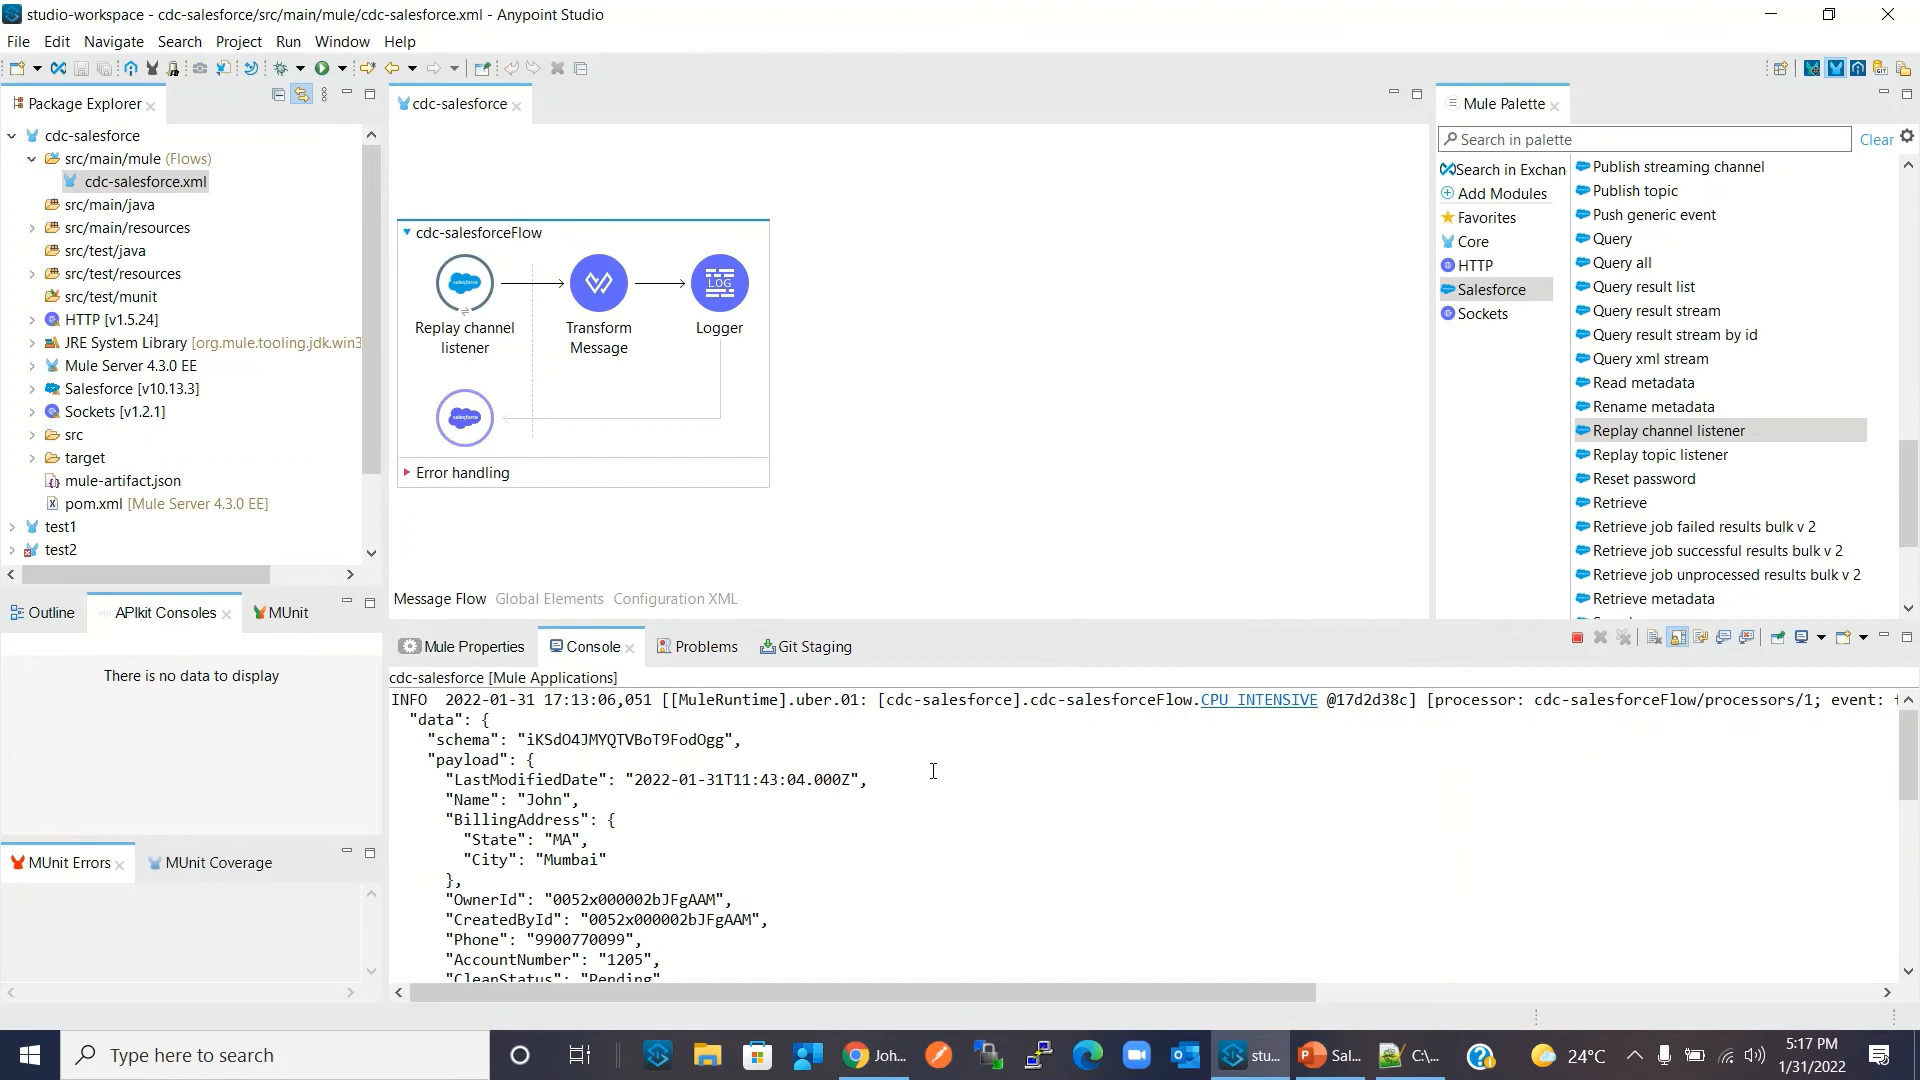 studio-workspace - cdc-salesforce/src/main/mule/cdc-salesforce.xml - Anypoint Studio
File Edit Navigate Search Project Run Window Help
Package Explorer
cdc-salesforce
src/main/mule (Flows)
cdc-salesforce.xml
src/main/java
src/main/resources
src/test/java
src/test/resources
src/test/munit
HTTP [v1.5.24]
JRE System Library [org.mule.tooling.jdk.win3
Mule Server 4.3.0 EE
Salesforce [v10.13.3]
Sockets [v1.2.1]
src
target
mule-artifact.json
pom.xml [Mule Server 4.3.0 EE]
test1
test2
Outline APIkit Consoles MUnit
There is no data to display
MUnit Errors MUnit Coverage
cdc-salesforce
cdc-salesforceFlow
salesforce
LOG
Replay channel listener
Transform Message
Logger
salesforce
Error handling
Message Flow Global Elements Configuration XML
Mule Palette
Search in palette
Clear
Search in Exchan
Add Modules
Favorites
Core
HTTP
Salesforce
Sockets
Publish streaming channel
Publish topic
Push generic event
Query
Query all
Query result list
Query result stream
Query result stream by id
Query xml stream
Read metadata
Rename metadata
Replay channel listener
Replay topic listener
Reset password
Retrieve
Retrieve job failed results bulk v 2
Retrieve job successful results bulk v 2
Retrieve job unprocessed results bulk v 2
Retrieve metadata
Mule Properties Console Problems Git Staging
cdc-salesforce [Mule Applications]
INFO 2022-01-31 17:13:06,051 [[MuleRuntime].uber.01: [cdc-salesforce].cdc-salesforceFlow.CPU_INTENSIVE @17d2d38c] [processor: cdc-salesforceFlow/processors/1; event:
"data": {
"schema": "iKSdO4JMYQTVBoT9FodOgg",
"payload": {
"LastModifiedDate": "2022-01-31T11:43:04.000Z",
"Name": "John",
"BillingAddress": {
"State": "MA",
"City": "Mumbai"
},
"OwnerId": "0052x000002bJFgAAM",
"CreatedById": "0052x000002bJFgAAM",
"Phone": "9900770099",
"AccountNumber": "1205",
"CleanStatus": "Pending"
Type here to search
Joh...
stu...
Sal...
C:\...
24°C
5:17 PM
1/31/2022